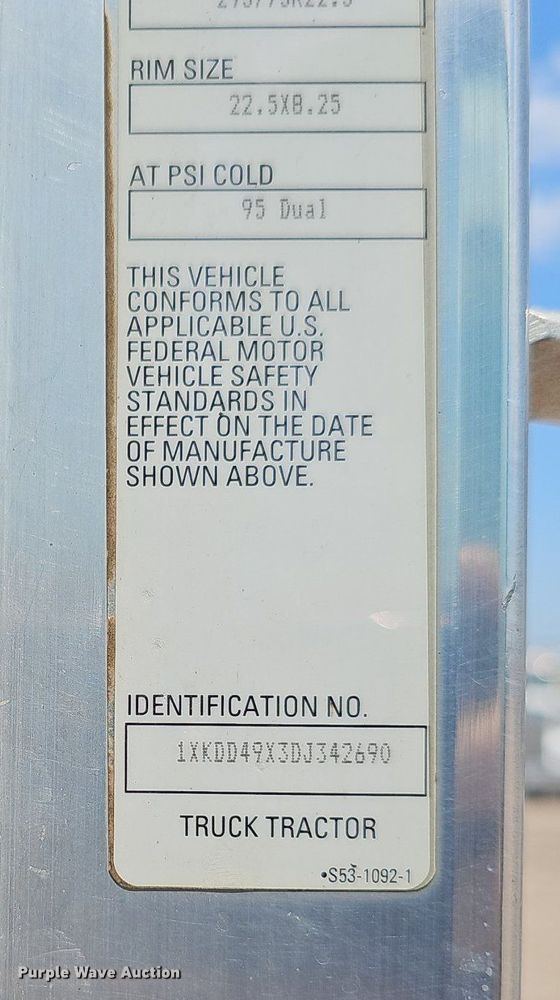 RIM SIZE
22.5X8.25
AT PSI COLD
95 Dual
THIS VEHICLE
CONFORMS TO ALL
APPLICABLE U.S.
FEDERAL MOTOR
VEHICLE SAFETY
STANDARDS IN
EFFECT ON THE DATE
OF MANUFACTURE
SHOWN ABOVE.
IDENTIFICATION NO.
1XKDD49X3DJ342690
TRUCK TRACTOR
•S53-1092-1
Purple Wave Auction